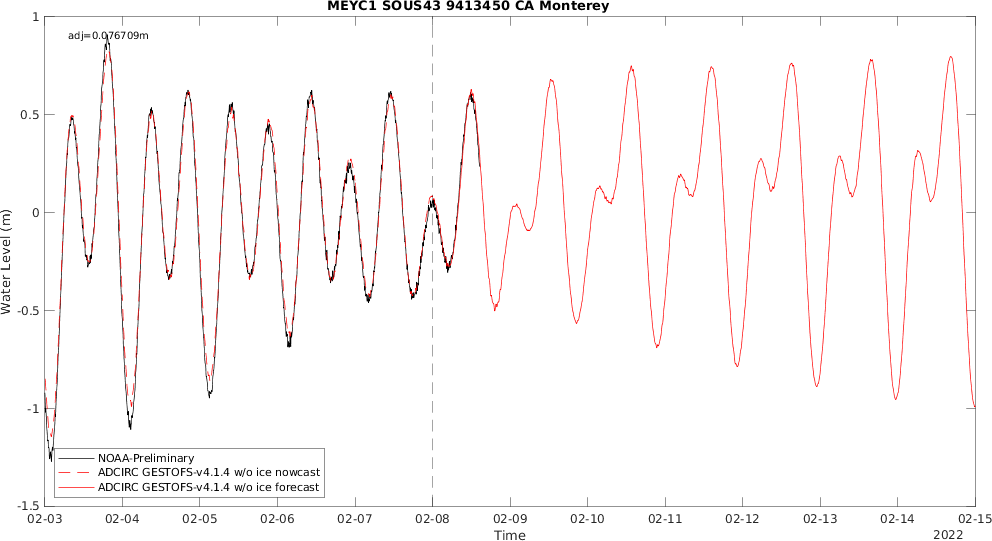 MEYC1 SOUS43 9413450 CA Monterey
adj=0.076709m
1
0.5
0
-0.5
-1
-1.5
Water Level (m)
NOAA-Preliminary
ADCIRC GESTOFS-v4.1.4 w/o ice nowcast
ADCIRC GESTOFS-v4.1.4 w/o ice forecast
02-03 02-04 02-05 02-06 02-07 02-08 02-09 02-10 02-11 02-12 02-13 02-14 02-15
Time
2022